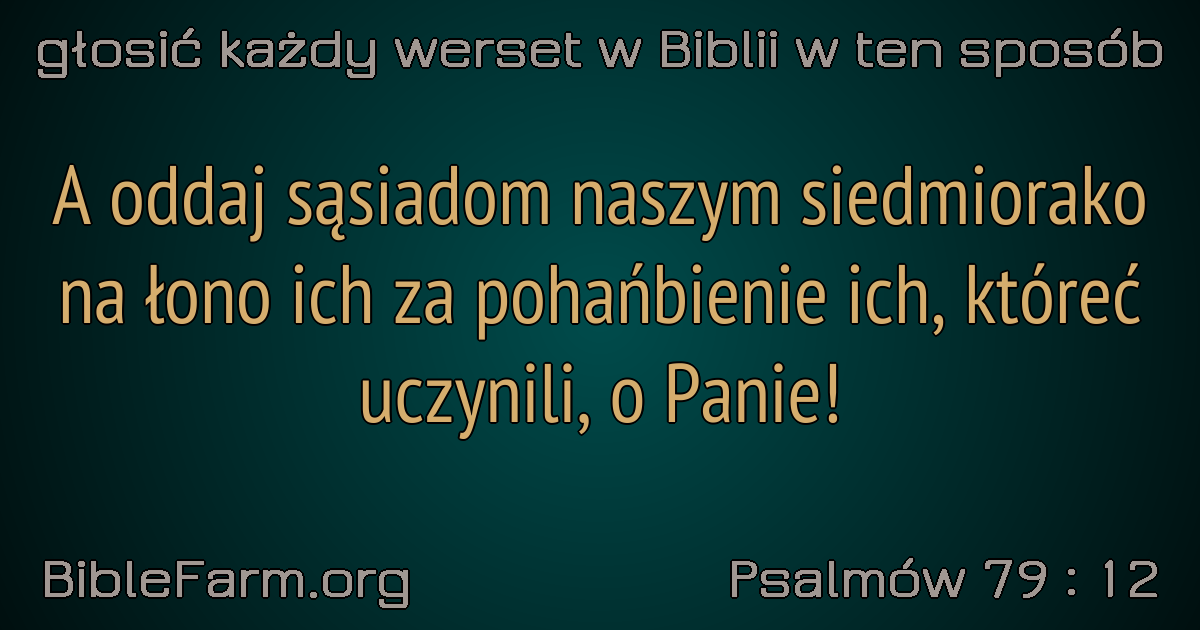 głosić każdy werset w Biblii w ten sposób
A oddaj sąsiadom naszym siedmiorako
na łono ich za pohańbienie ich, któreć
uczynili, o Panie!
BibleFarm.org
Psalmów 79 : 12